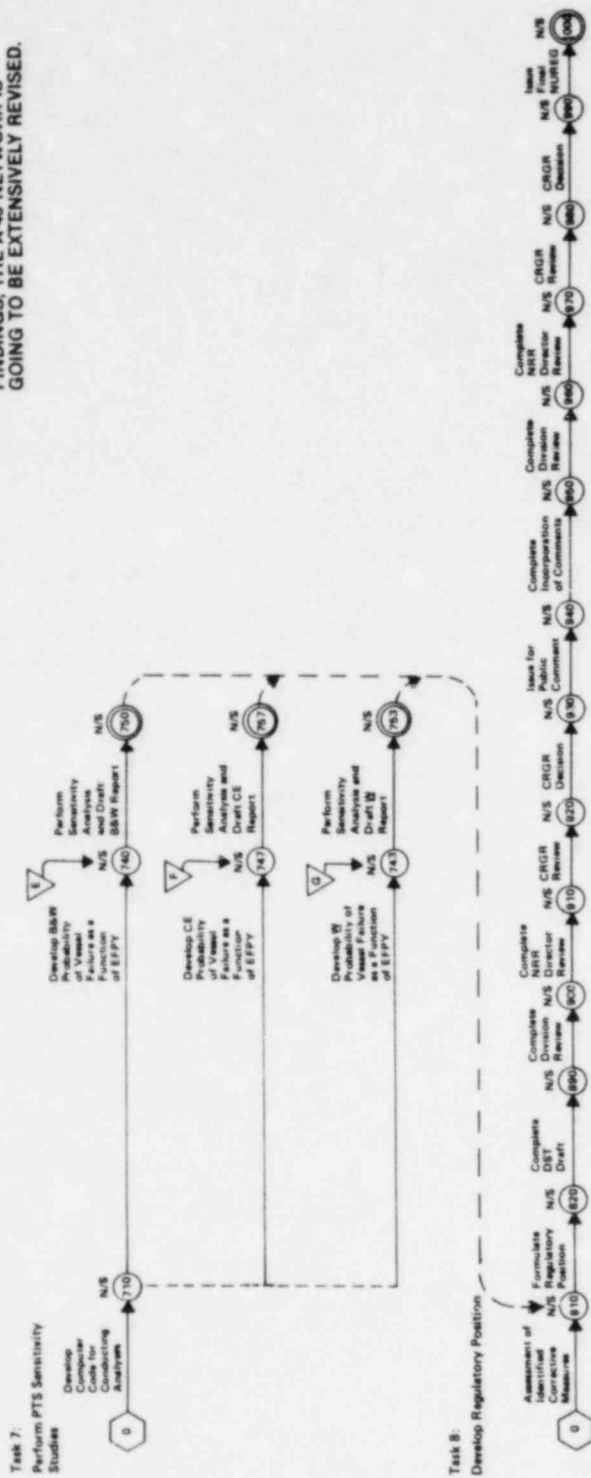 FINDINGS, THE A-49 NETWORK IS
GOING TO BE EXTENSIVELY REVISED.
Task 7:
Perform PTS Sensitivity
Studies
Develop
Computer
Code for
Conducting
Analyses
N/S
710
Develop B&W
Probability
of Vessel
Failure as a
Function
of EFPY
E
N/S
740
Perform
Sensitivity
Analysis
and Draft
B&W Report
N/S
750
Develop CE
Probability
of Vessel
Failure as a
Function
of EFPY
F
N/S
747
Perform
Sensitivity
Analysis and
Draft CE
Report
N/S
757
Develop W
Probability of
Vessel Failure
as a Function
of EFPY
G
N/S
743
Perform
Sensitivity
Analysis and
Draft W
Report
N/S
753
Task 8:
Develop Regulatory Position
Assessment of
Identified
Corrective
Measures
N/S
810
Formulate
Regulatory
Position
N/S
820
Complete
DST
Draft
N/S
890
Complete
Division
Review
N/S
900
Complete
NRR
Director
Review
N/S
910
CRGR
Review
N/S
920
CRGR
Decision
N/S
930
Issue for
Public
Comment
N/S
940
Complete
Incorporation
of Comments
N/S
950
Complete
Division
Review
N/S
960
Complete
NRR
Director
Review
N/S
970
CRGR
Review
N/S
980
CRGR
Decision
N/S
990
Issue
Final
NUREG
N/S